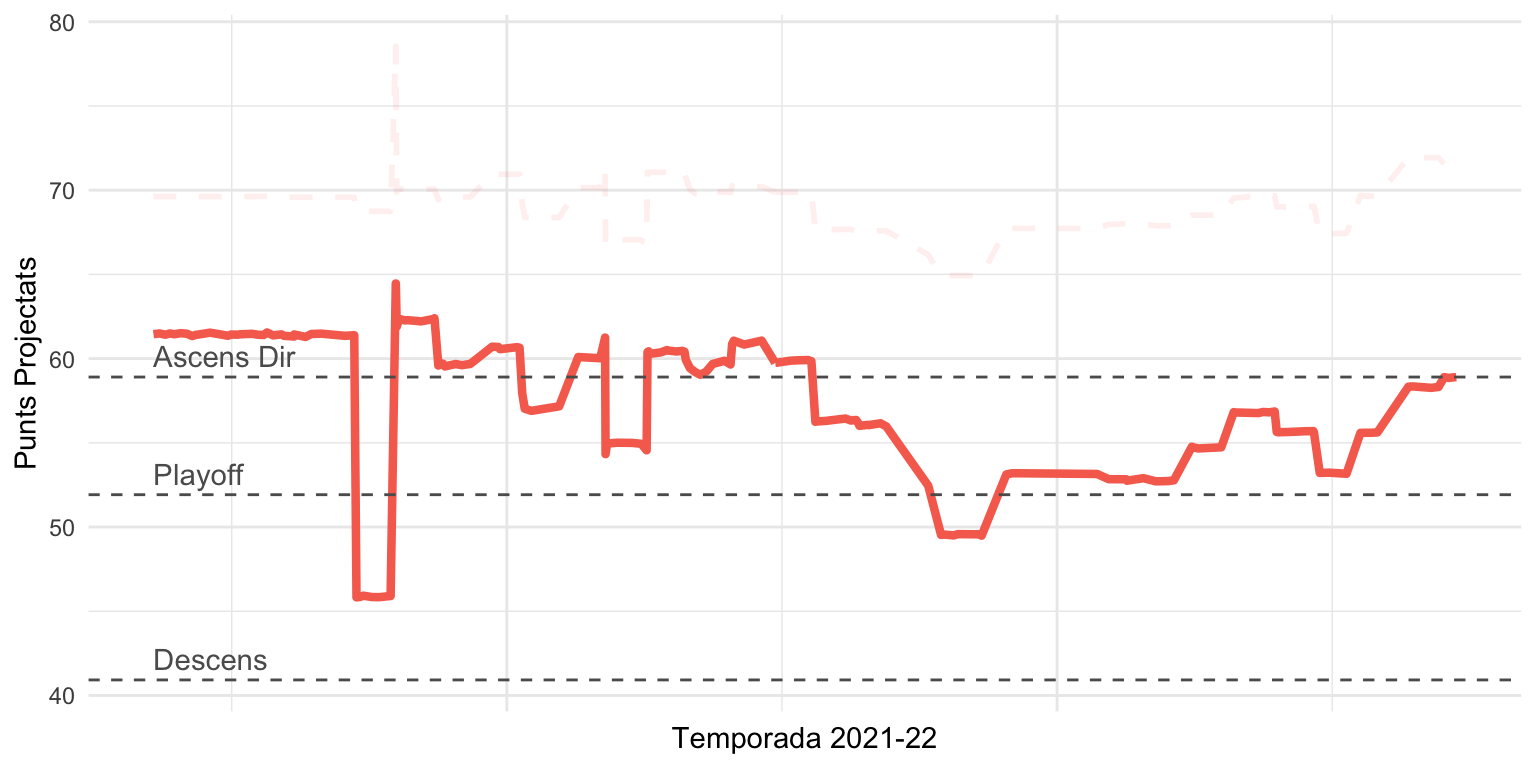 80
70
60
50
40
Punts Projectats
Ascens Dir
Playoff
Descens
Temporada 2021-22